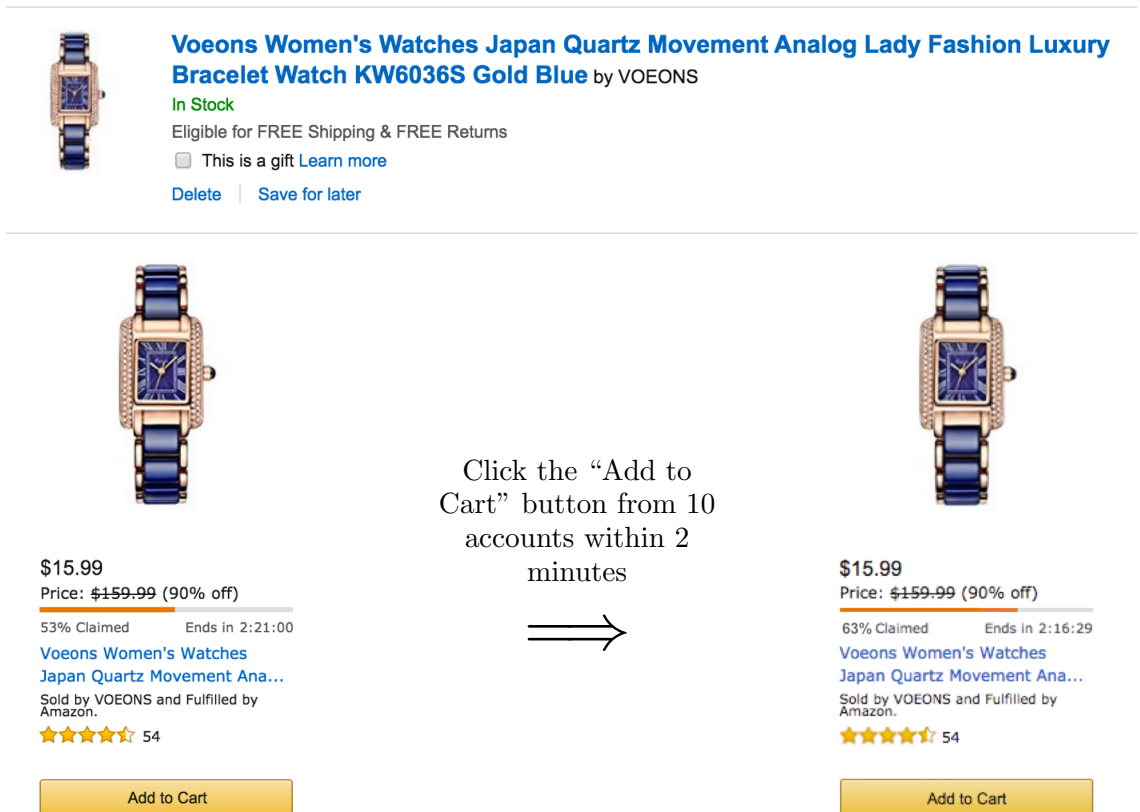 Voeons Women's Watches Japan Quartz Movement Analog Lady Fashion Luxury
Bracelet Watch KW6036S Gold Blue by VOEONS
In Stock
Eligible for FREE Shipping & FREE Returns
This is a gift Learn more
Delete | Save for later
$15.99
Price: $159.99 (90% off)
53% Claimed Ends in 2:21:00
Voeons Women's Watches
Japan Quartz Movement Ana...
Sold by VOEONS and Fulfilled by
Amazon.
54
Add to Cart
Click the “Add to
Cart” button from 10
accounts within 2
minutes
$15.99
Price: $159.99 (90% off)
63% Claimed Ends in 2:16:29
Voeons Women's Watches
Japan Quartz Movement Ana...
Sold by VOEONS and Fulfilled by
Amazon.
54
Add to Cart